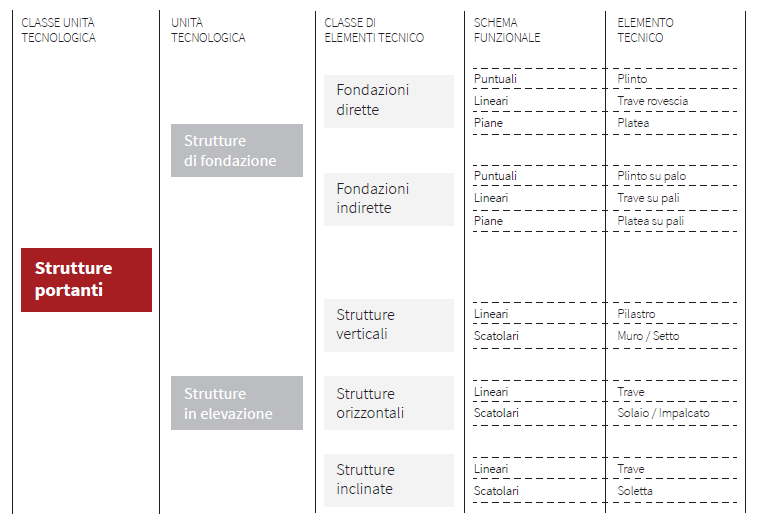 CLASSE UNITÀ
TECNOLOGICA
UNITÀ
TECNOLOGICA
CLASSE DI
ELEMENTI TECNICO
SCHEMA
FUNZIONALE
ELEMENTO
TECNICO
Strutture
portanti
Strutture
di fondazione
Fondazioni
dirette
Puntuali Plinto
Lineari Trave rovescia
Piane Platea
Fondazioni
indirette
Puntuali Plinto su palo
Lineari Trave su pali
Piane Platea su pali
Strutture
in elevazione
Strutture
verticali
Lineari Pilastro
Scatolari Muro / Setto
Strutture
orizzontali
Lineari Trave
Scatolari Solaio / Impalcato
Strutture
inclinate
Lineari Trave
Scatolari Soletta